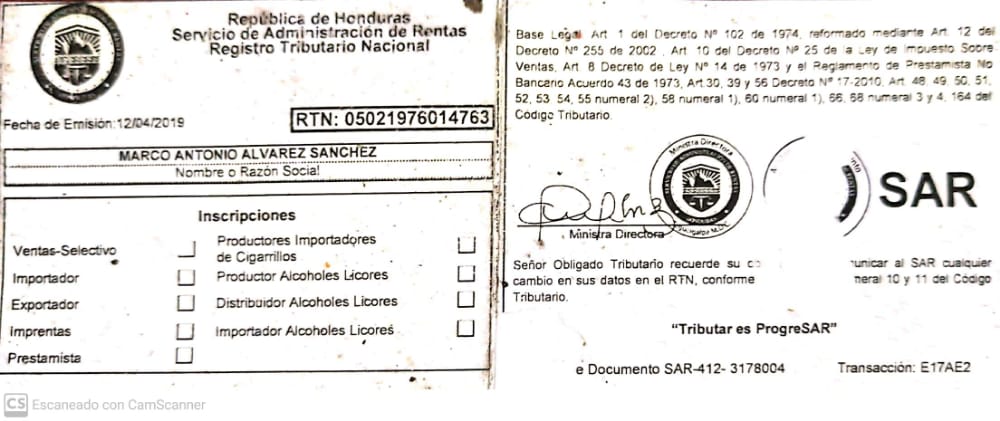 República de Honduras
Servicio de Administración de Rentas
Registro Tributario Nacional
Fecha de Emisión:12/04/2019
RTN: 05021976014763
MARCO ANTONIO ALVAREZ SANCHEZ
Nombre o Razón Social
Inscripciones
Ventas-Selectivo
Productores Importadores de Cigarrillos
Importador
Productor Alcoholes Licores
Exportador
Distribuidor Alcoholes Licores
Imprentas
Importador Alcoholes Licores
Prestamista
Base Legal Art 1 del Decreto Nº 102 de 1974, reformado mediante Art. 12 del
Decreto Nº 255 de 2002 , Art 10 del Decreto Nº 25 de la Ley de Impuesto Sobre
Ventas, Art 8 Decreto de Ley Nº 14 de 1973 y el Reglamento de Prestamista No
Bancario Acuerdo 43 de 1973, Art.30, 39 y 56 Decreto Nº 17-2010, Art. 48, 49, 50, 51,
52, 53, 54, 55 numeral 2), 58 numeral 1), 60 numeral 1), 66, 68 numeral 3 y 4, 164 del
Código Tributario.
Ministra Directora
SAR
Ministra Directora
Señor Obligado Tributario recuerde su al SAR cualquier
cambio en sus datos en el RTN, conforme 10 y 11 del Código
Tributario.
"Tributar es ProgreSAR"
e Documento SAR-412- 3178004
Transacción: E17AE2
CS Escaneado con CamScanner